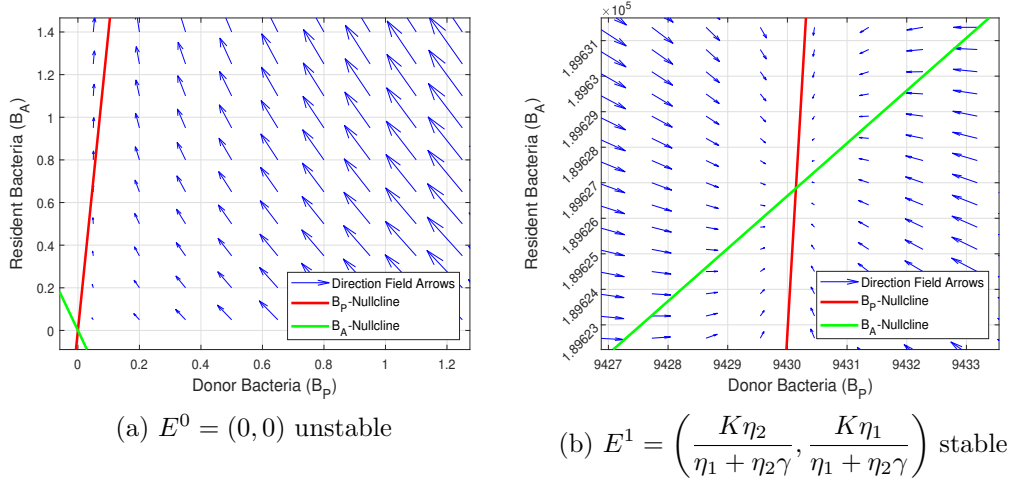 1.4
1.2
1
0.8
0.6
0.4
0.2
0
Resident Bacteria (B_A)
0 0.2 0.4 0.6 0.8 1 1.2
Donor Bacteria (B_P)
Direction Field Arrows
B_P-Nullcline
B_A-Nullcline
(a) E^0 = (0, 0) unstable
×10^5
1.89631
1.8963
1.89629
1.89628
1.89627
1.89626
1.89625
1.89624
1.89623
Resident Bacteria (B_A)
9427 9428 9429 9430 9431 9432 9433
Donor Bacteria (B_P)
Direction Field Arrows
B_P-Nullcline
B_A-Nullcline
(b) E^1 = ( Kη_2 / (η_1 + η_2γ), Kη_1 / (η_1 + η_2γ) ) stable